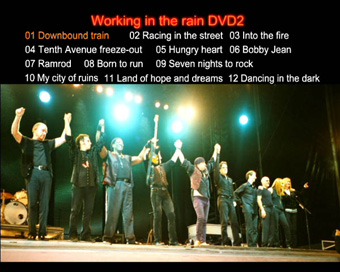 Working in the rain DVD2
01 Downbound train 02 Racing in the street 03 Into the fire
04 Tenth Avenue freeze-out 05 Hungry heart 06 Bobby Jean
07 Ramrod 08 Born to run 09 Seven nights to rock
10 My city of ruins 11 Land of hope and dreams 12 Dancing in the dark